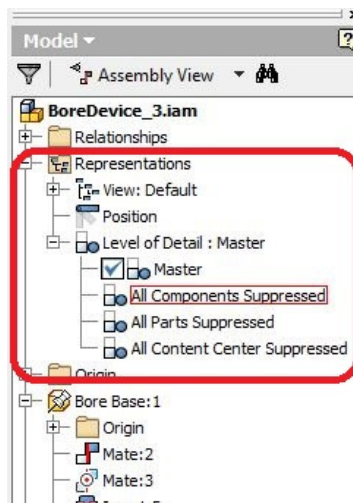 Model
Assembly View
BoreDevice_3.iam
Relationships
Representations
View: Default
Position
Level of Detail : Master
Master
All Components Suppressed
All Parts Suppressed
All Content Center Suppressed
Origin
Bore Base:1
Origin
Mate:2
Mate:3